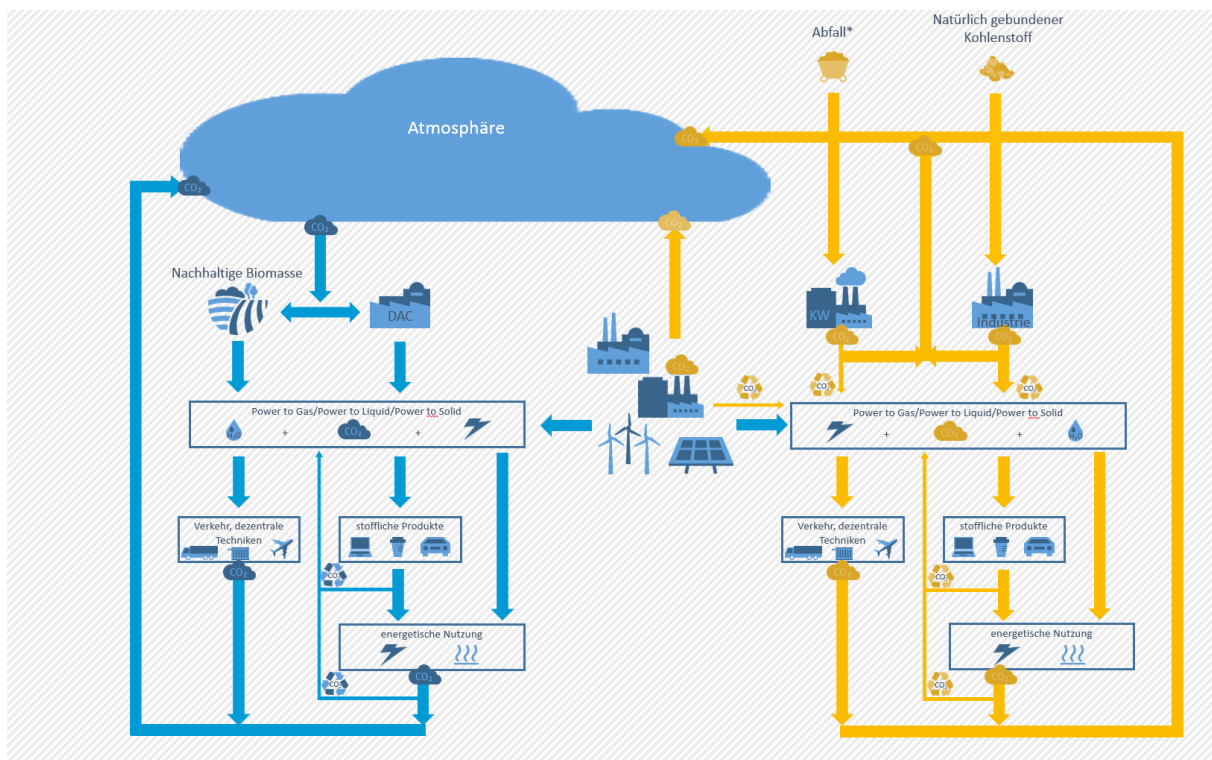 Abfall*
Natürlich gebundener
Kohlenstoff
Atmosphäre
CO₂
CO₂
CO₂
CO₂
CO₂
Nachhaltige Biomasse
DAC
KW
Industrie
CO₂
CO₂
CO₂
CO₂
CO₂
CO₂
Power to Gas/Power to Liquid/Power to Solid
H₂O
+
CO₂
+
Power to Gas/Power to Liquid/Power to Solid
+
CO₂
+
H₂O
Verkehr, dezentrale
Techniken
stoffliche Produkte
CO₂
CO₂
Verkehr, dezentrale
Techniken
stoffliche Produkte
CO₂
CO₂
energetische Nutzung
CO₂
CO₂
energetische Nutzung
CO₂
CO₂